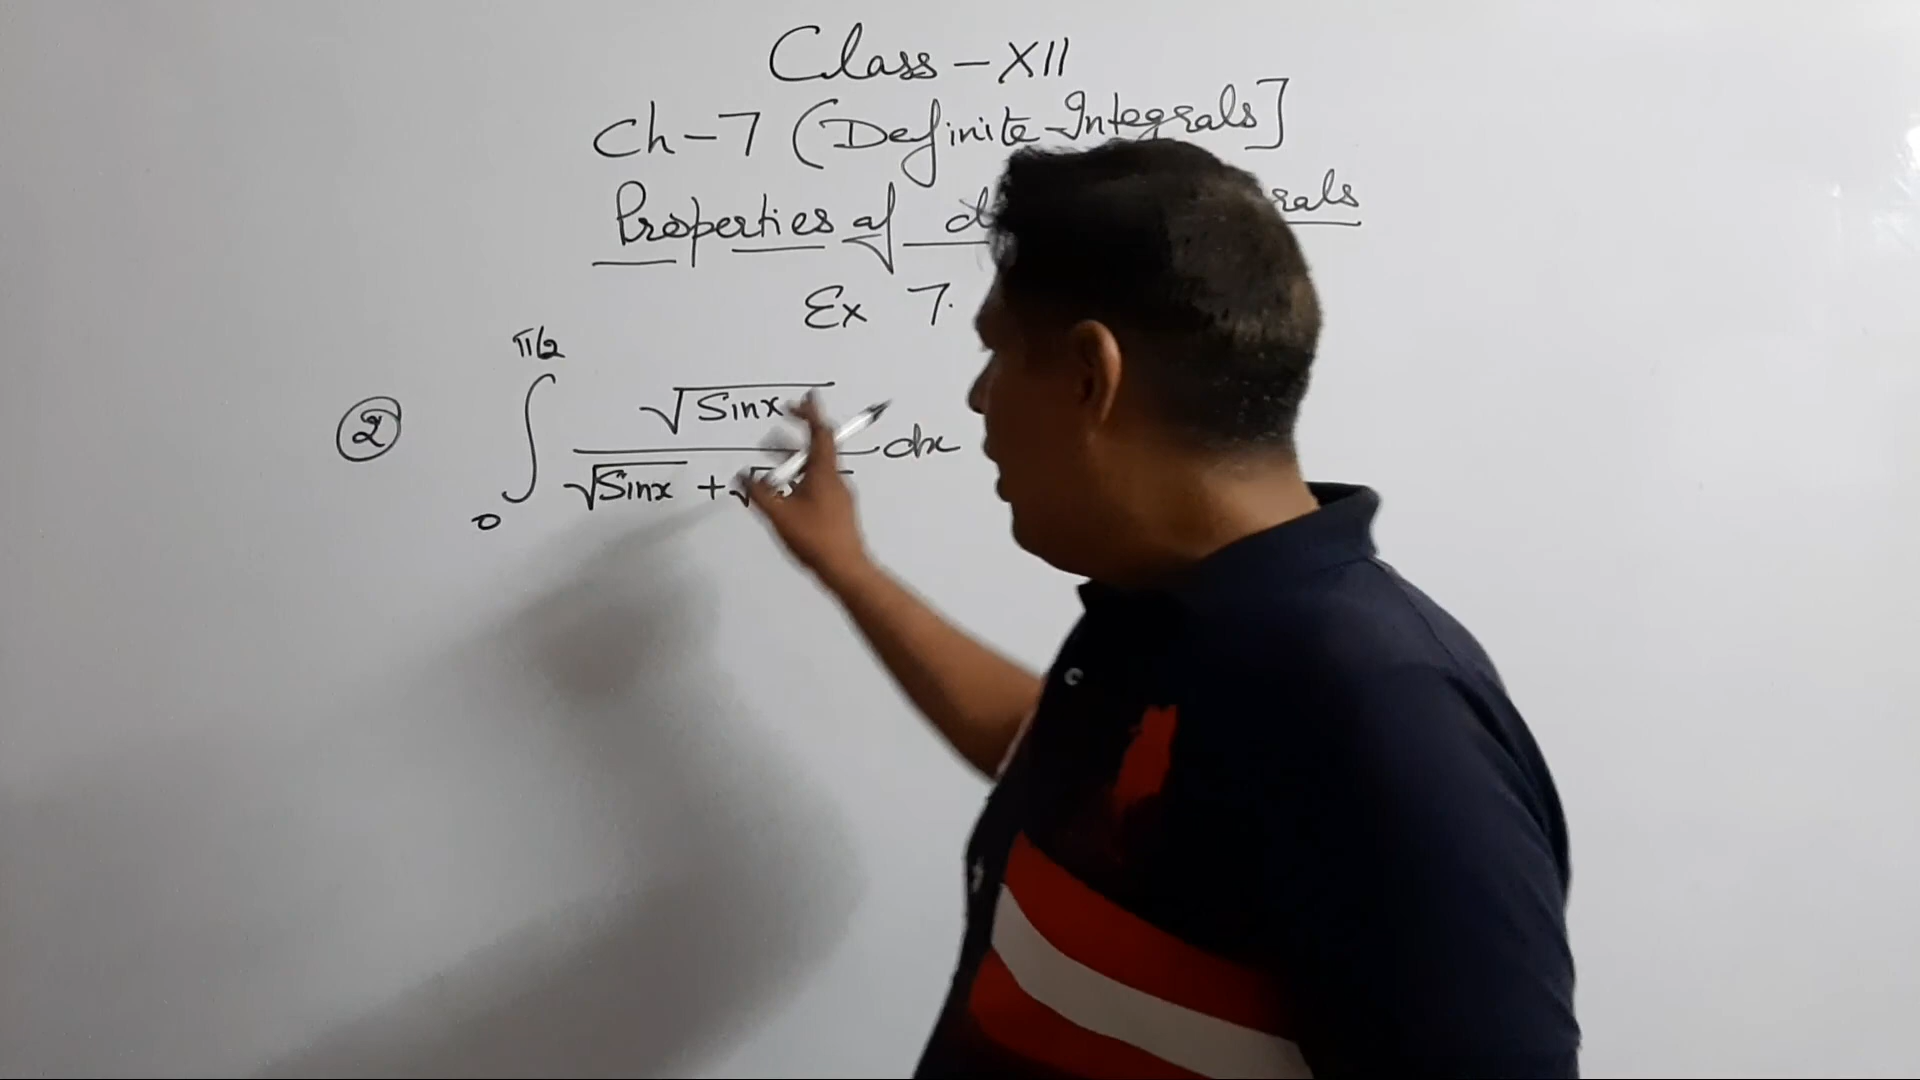 Class - XII
Ch-7 (Definite Integrals]
Properties of
Ex 7.
π/2
② ∫ √Sinx dx
√Sinx + √
0